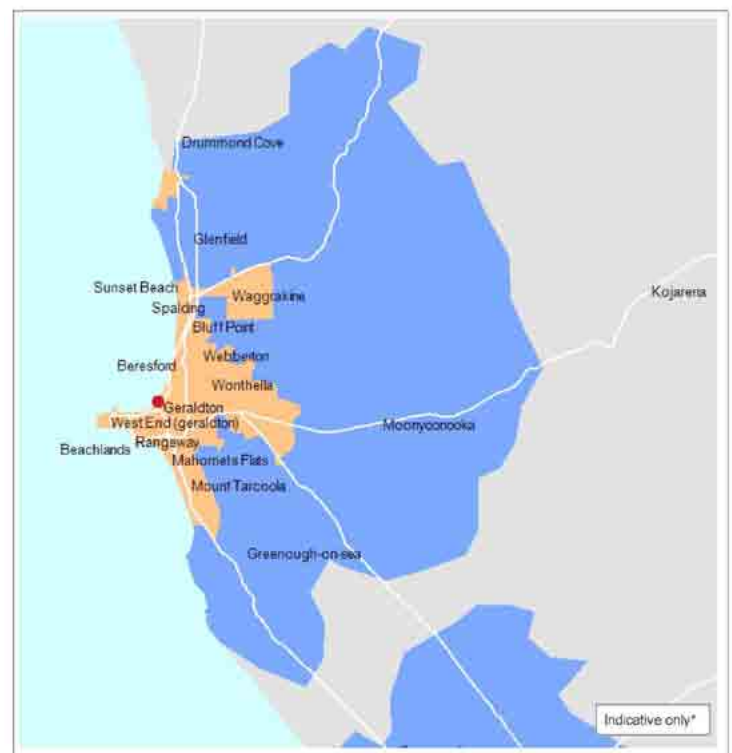 Drummond Cove
Glenfield
Sunset Beach
Waggrakine
Kojarena
Spalding
Bluff Point
Webberton
Beresford
Wonthella
Geraldton
West End (geraldton)
Moonyoonooka
Rangeway
Beachlands
Mahomets Flats
Mount Tarcoola
Greenough-on-sea
Indicative only*